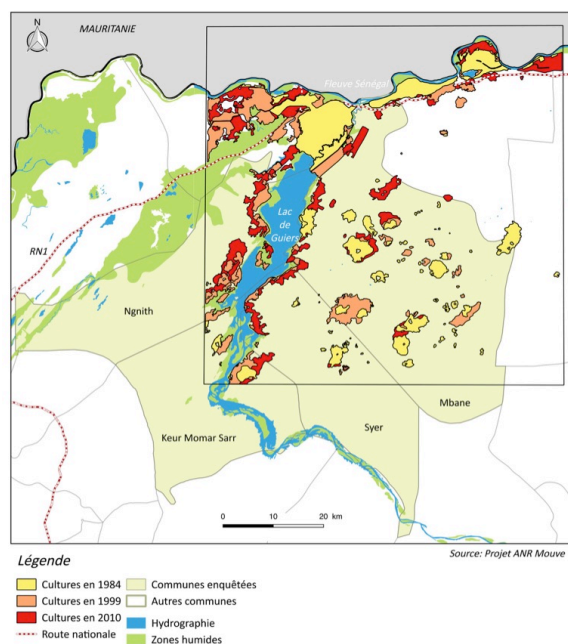 MAURITANIE
N
Fleuve Sénégal
Lac
de
Guiers
RN1
Ngnith
Mbane
Keur Momar Sarr
Syer
0 10 20 km
Source: Projet ANR Mouve
Légende
Cultures en 1984
Cultures en 1999
Cultures en 2010
Route nationale
Communes enquêtées
Autres communes
Hydrographie
Zones humides